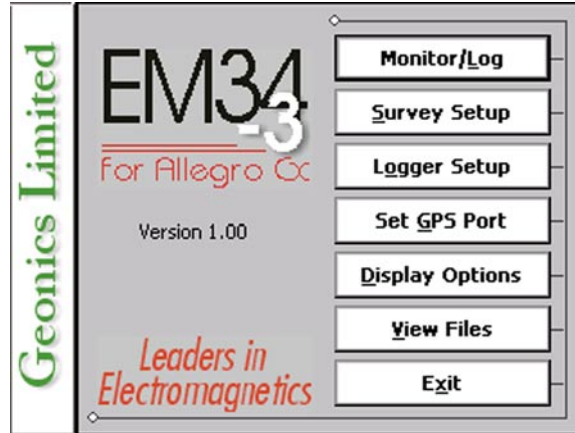 Geonics Limited
EM34
-3
For Allegro Cx
Version 1.00
Leaders in
Electromagnetics
Monitor/Log
Survey Setup
Logger Setup
Set GPS Port
Display Options
View Files
Exit